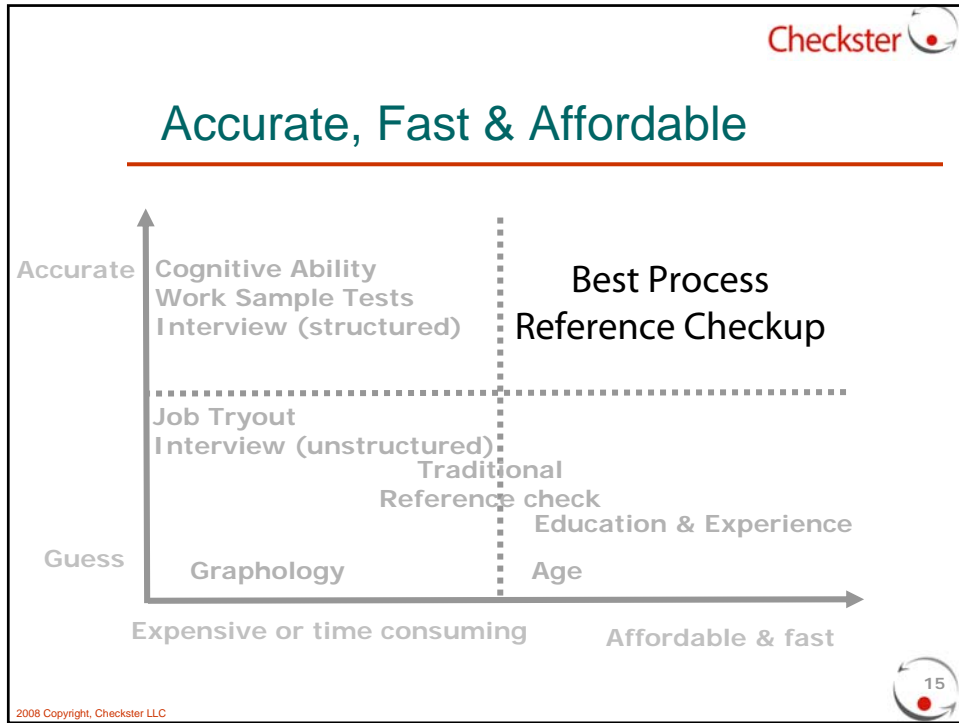 Checkster
Accurate, Fast & Affordable
Accurate
Cognitive Ability
Work Sample Tests
Interview (structured)
Best Process
Reference Checkup
Job Tryout
Interview (unstructured)
Traditional
Reference check
Education & Experience
Guess
Graphology
Age
Expensive or time consuming
Affordable & fast
15
2008 Copyright, Checkster LLC